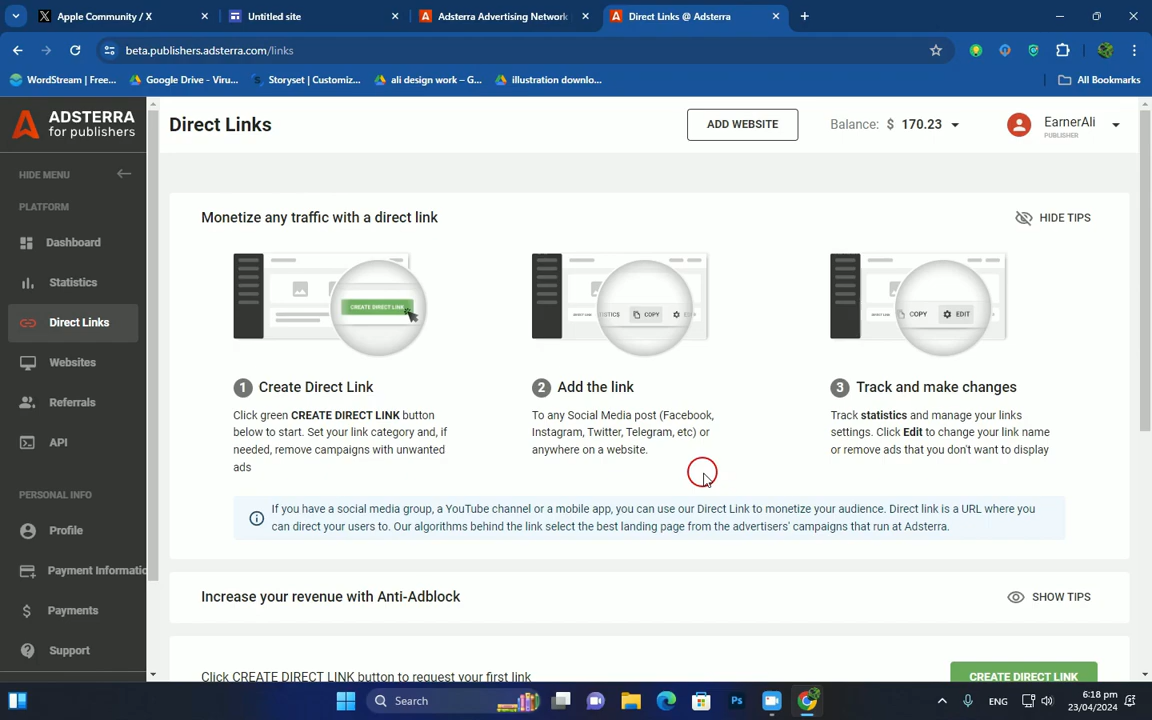 Apple Community / X
Untitled site
Adsterra Advertising Network
Direct Links @ Adsterra
beta.publishers.adsterra.com/links
WordStream | Free...
Google Drive - Viru...
Storyset | Customiz...
ali design work – G...
illustration downlo...
All Bookmarks
ADSTERRA
for publishers
Direct Links
ADD WEBSITE
Balance: $ 170.23
EarnerAli
PUBLISHER
HIDE MENU
PLATFORM
Dashboard
Statistics
Direct Links
Websites
Referrals
API
PERSONAL INFO
Profile
Payment Informatic
Payments
Support
Monetize any traffic with a direct link
HIDE TIPS
CREATE DIRECT LINK
COPY
COPY
EDIT
1 Create Direct Link
Click green CREATE DIRECT LINK button
below to start. Set your link category and, if
needed, remove campaigns with unwanted
ads
2 Add the link
To any Social Media post (Facebook,
Instagram, Twitter, Telegram, etc) or
anywhere on a website.
3 Track and make changes
Track statistics and manage your links
settings. Click Edit to change your link name
or remove ads that you don't want to display
If you have a social media group, a YouTube channel or a mobile app, you can use our Direct Link to monetize your audience. Direct link is a URL where you
can direct your users to. Our algorithms behind the link select the best landing page from the advertisers' campaigns that run at Adsterra.
Increase your revenue with Anti-Adblock
SHOW TIPS
Click CREATE DIRECT LINK button to request your first link
CREATE DIRECT LINK
Search
Ps
ENG
6:18 pm
23/04/2024